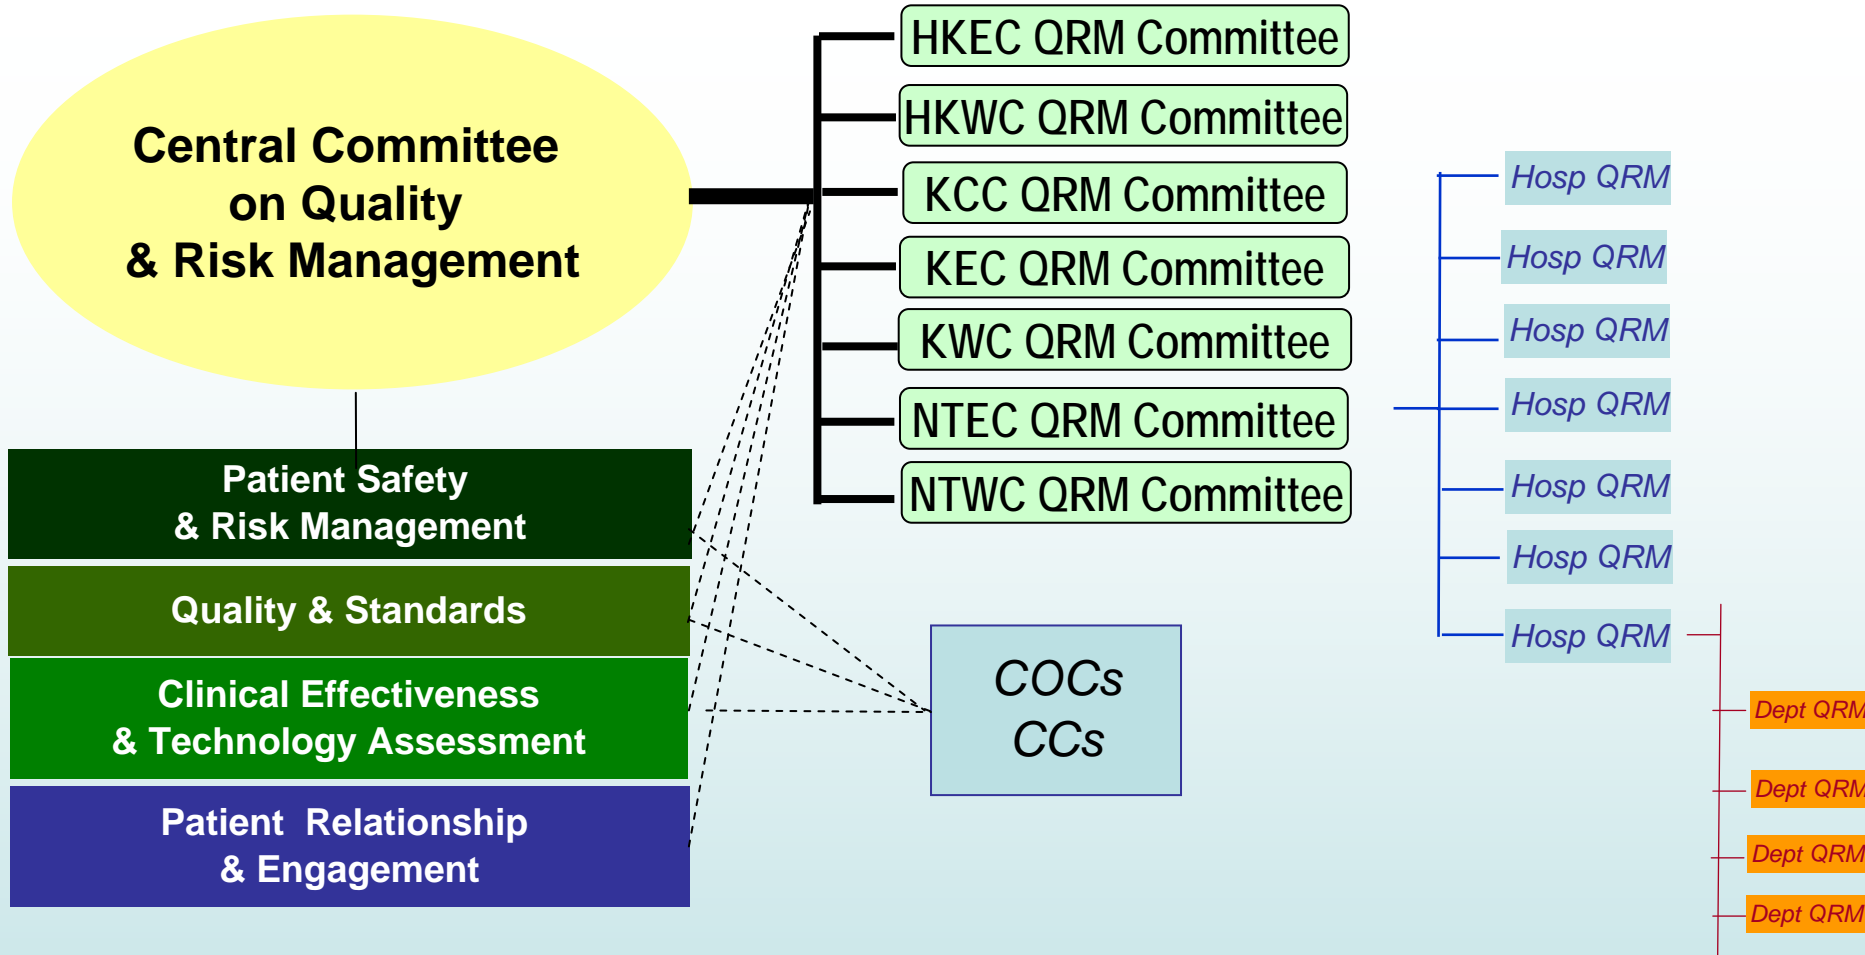 Central Committee
on Quality
& Risk Management
Patient Safety
& Risk Management
Quality & Standards
Clinical Effectiveness
& Technology Assessment
Patient Relationship
& Engagement
HKEC QRM Committee
HKWC QRM Committee
KCC QRM Committee
KEC QRM Committee
KWC QRM Committee
NTEC QRM Committee
NTWC QRM Committee
COCs
CCs
Hosp QRM
Hosp QRM
Hosp QRM
Hosp QRM
Hosp QRM
Hosp QRM
Hosp QRM
Dept QRM
Dept QRM
Dept QRM
Dept QRM